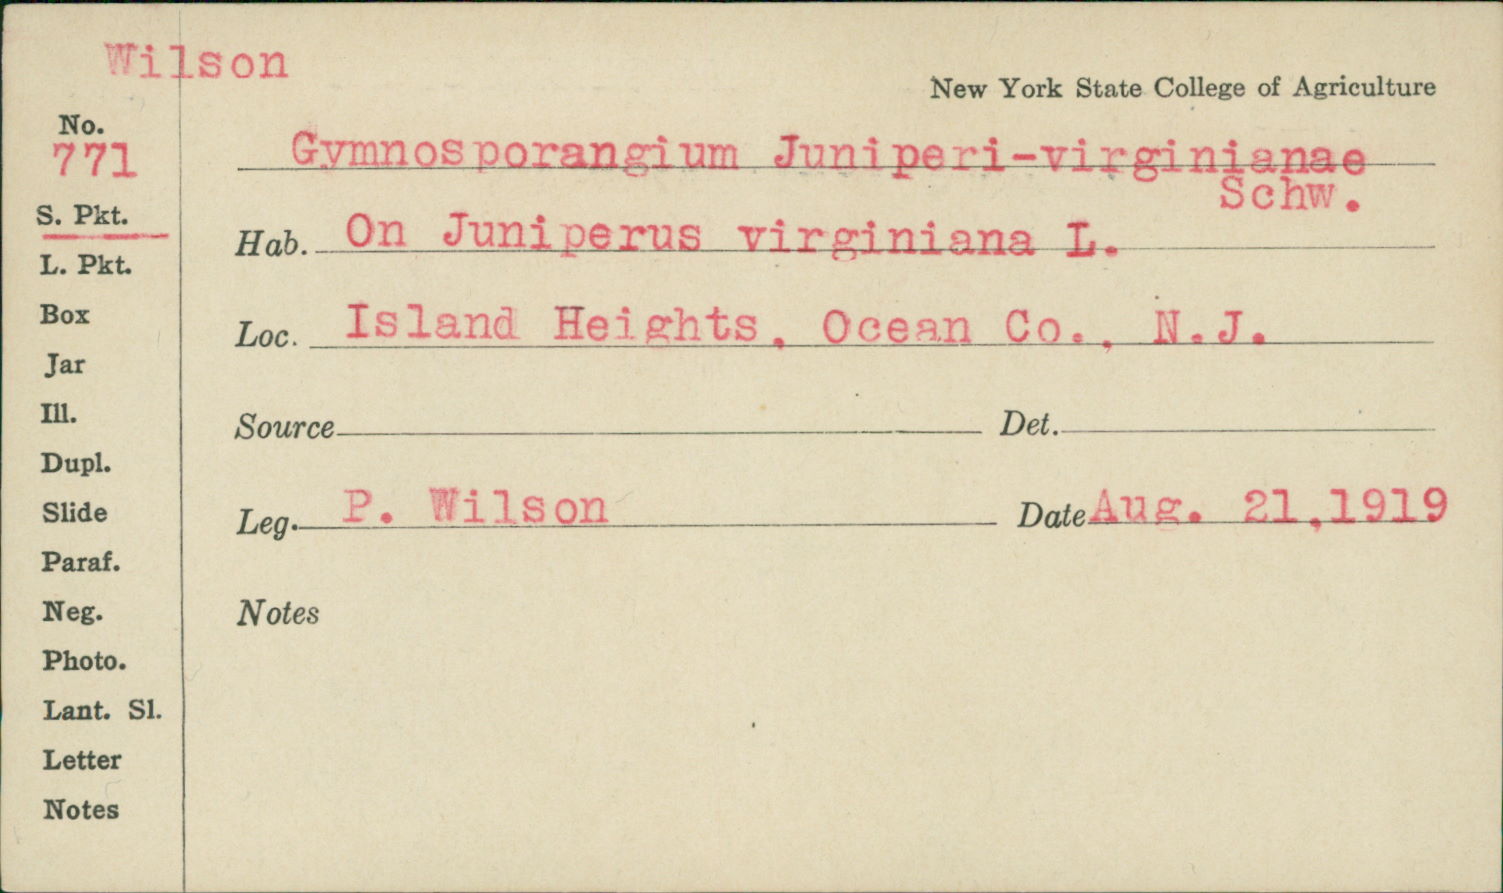 Wilson
New York State College of Agriculture
No.
771
Gymnosporangium Juniperi-virginianae
Schw.
S. Pkt.
Hab. On Juniperus virginiana L.
L. Pkt.
Box
Loc. Island Heights, Ocean Co., N.J.
Jar
Ill.
Source Det.
Dupl.
Slide
Leg. P. Wilson Date Aug. 21,1919
Paraf.
Neg.
Notes
Photo.
Lant. Sl.
Letter
Notes